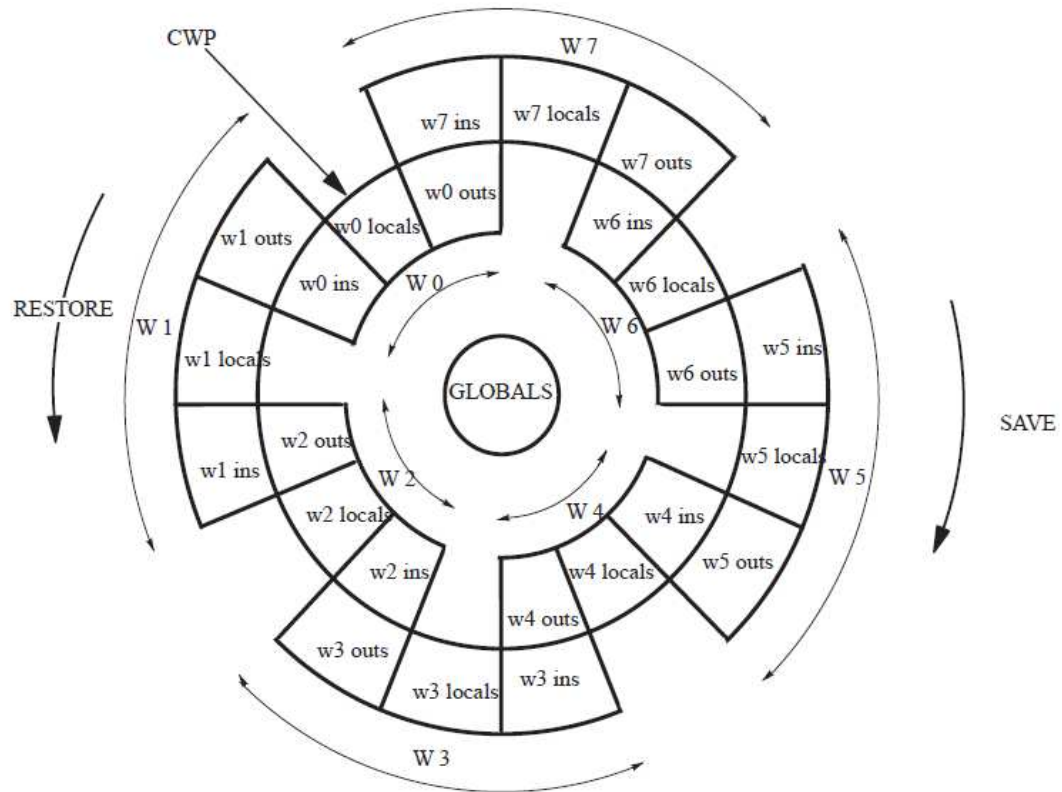 CWP
W 7
w7 ins
w7 locals
w7 outs
w0 outs
w0 locals
w1 outs
w0 ins
w6 ins
w6 locals
W 0
RESTORE
W 1
W 6
w1 locals
w5 ins
w6 outs
GLOBALS
SAVE
w2 outs
w1 ins
w5 locals
W 5
W 2
w2 locals
W 4
w4 ins
w5 outs
w2 ins
w4 locals
w4 outs
w3 outs
w3 locals
w3 ins
W 3